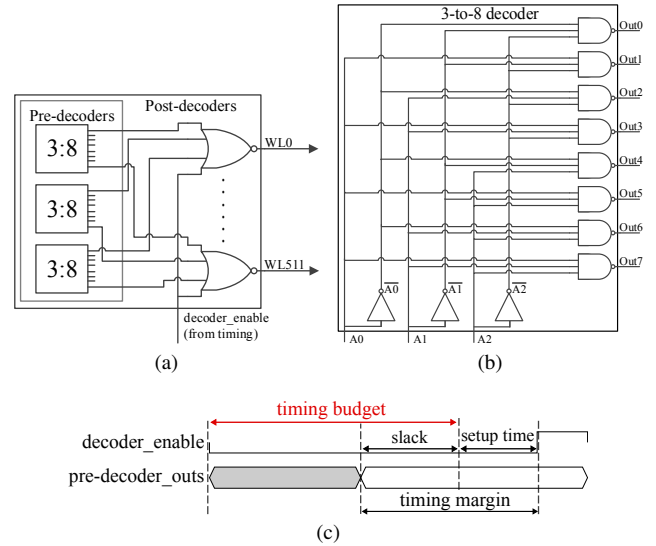 Pre-decoders
Post-decoders
3:8
3:8
3:8
WL0
WL511
decoder_enable
(from timing)
(a)
3-to-8 decoder
Out0
Out1
Out2
Out3
Out4
Out5
Out6
Out7
A0
A1
A2
A0
A1
A2
(b)
timing budget
decoder_enable
slack
setup time
pre-decoder_outs
timing margin
(c)